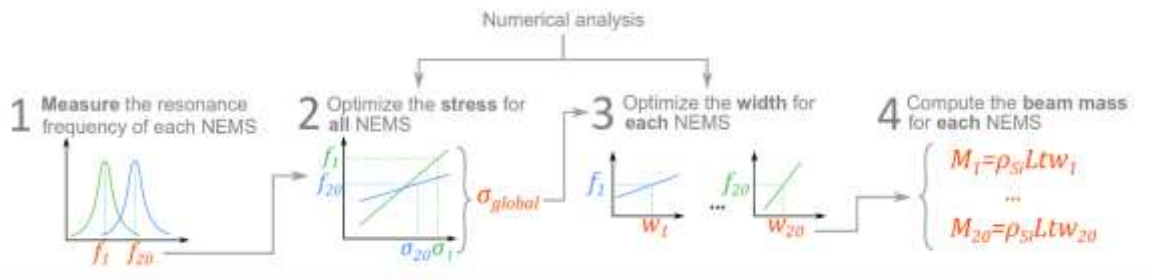 Numerical analysis
1 Measure the resonance
frequency of each NEMS
f₁ f₂₀
2 Optimize the stress for
all NEMS
f₁
f₂₀
σ₂₀ σ₁
σglobal
3 Optimize the width for
each NEMS
f₁
w₁
...
f₂₀
w₂₀
4 Compute the beam mass
for each NEMS
M₁=ρSiLtw₁
...
M₂₀=ρSiLtw₂₀